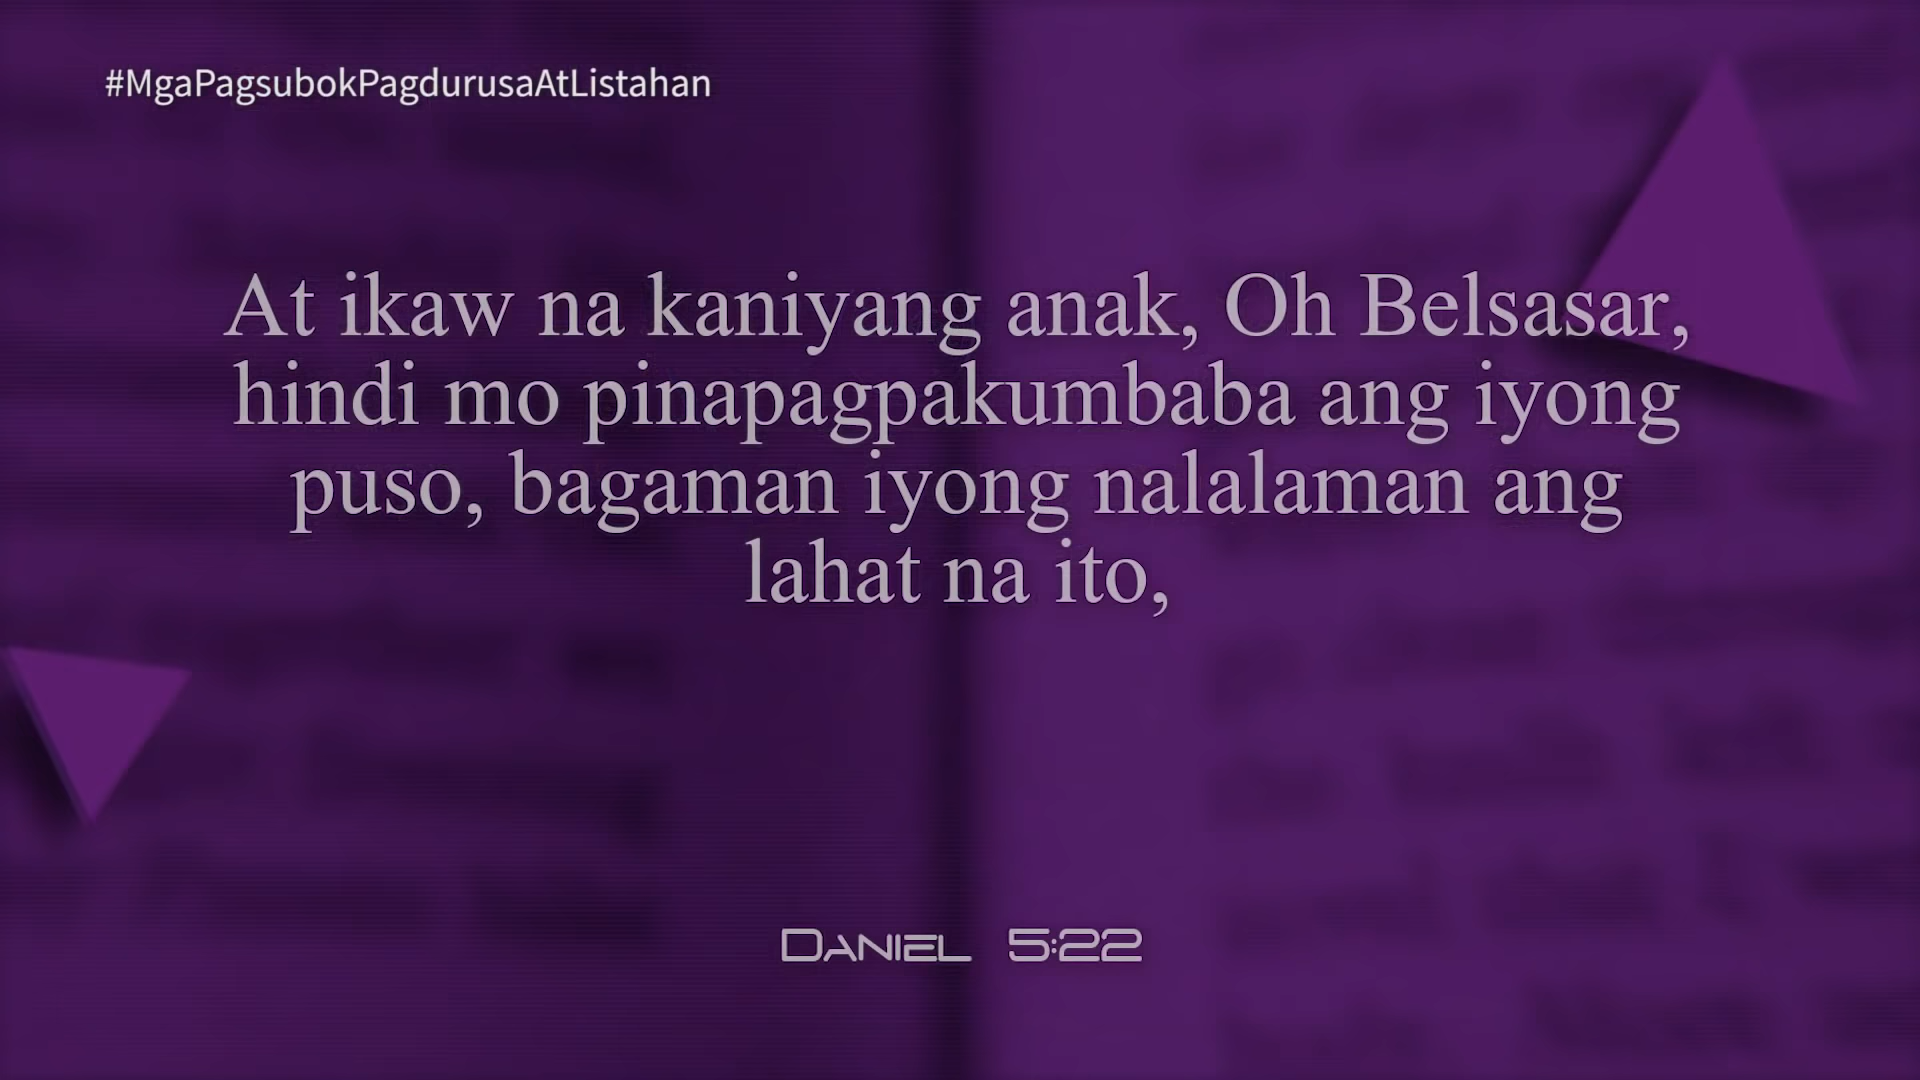 #MgaPagsubokPagdurusaAtListahan
At ikaw na kaniyang anak, Oh Belsasar,
hindi mo pinapagpakumbaba ang iyong
puso, bagaman iyong nalalaman ang
lahat na ito,
Daniel 5:22